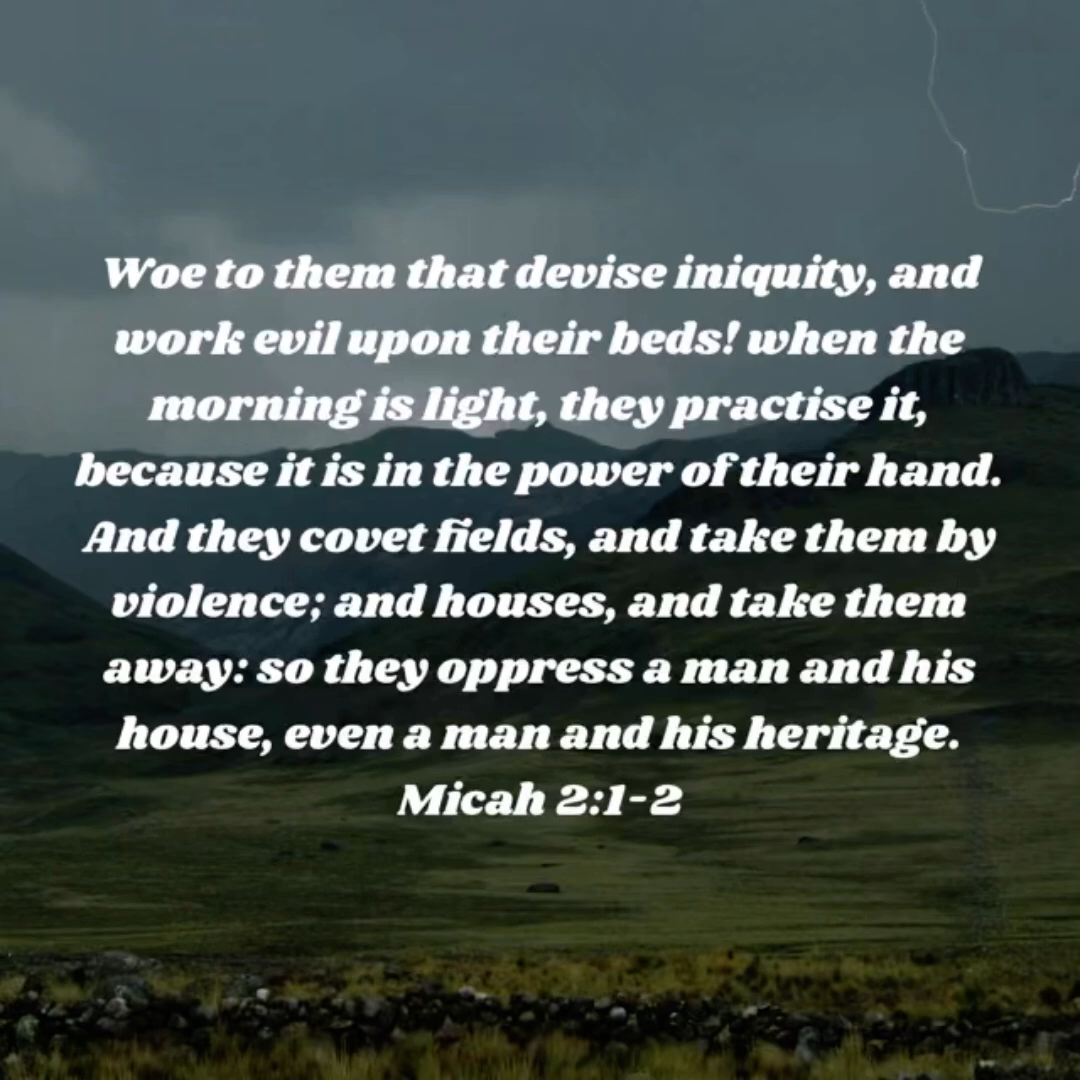 Woe to them that devise iniquity, and
work evil upon their beds! when the
morning is light, they practise it,
because it is in the power of their hand.
And they covet fields, and take them by
violence; and houses, and take them
away: so they oppress a man and his
house, even a man and his heritage.
Micah 2:1-2